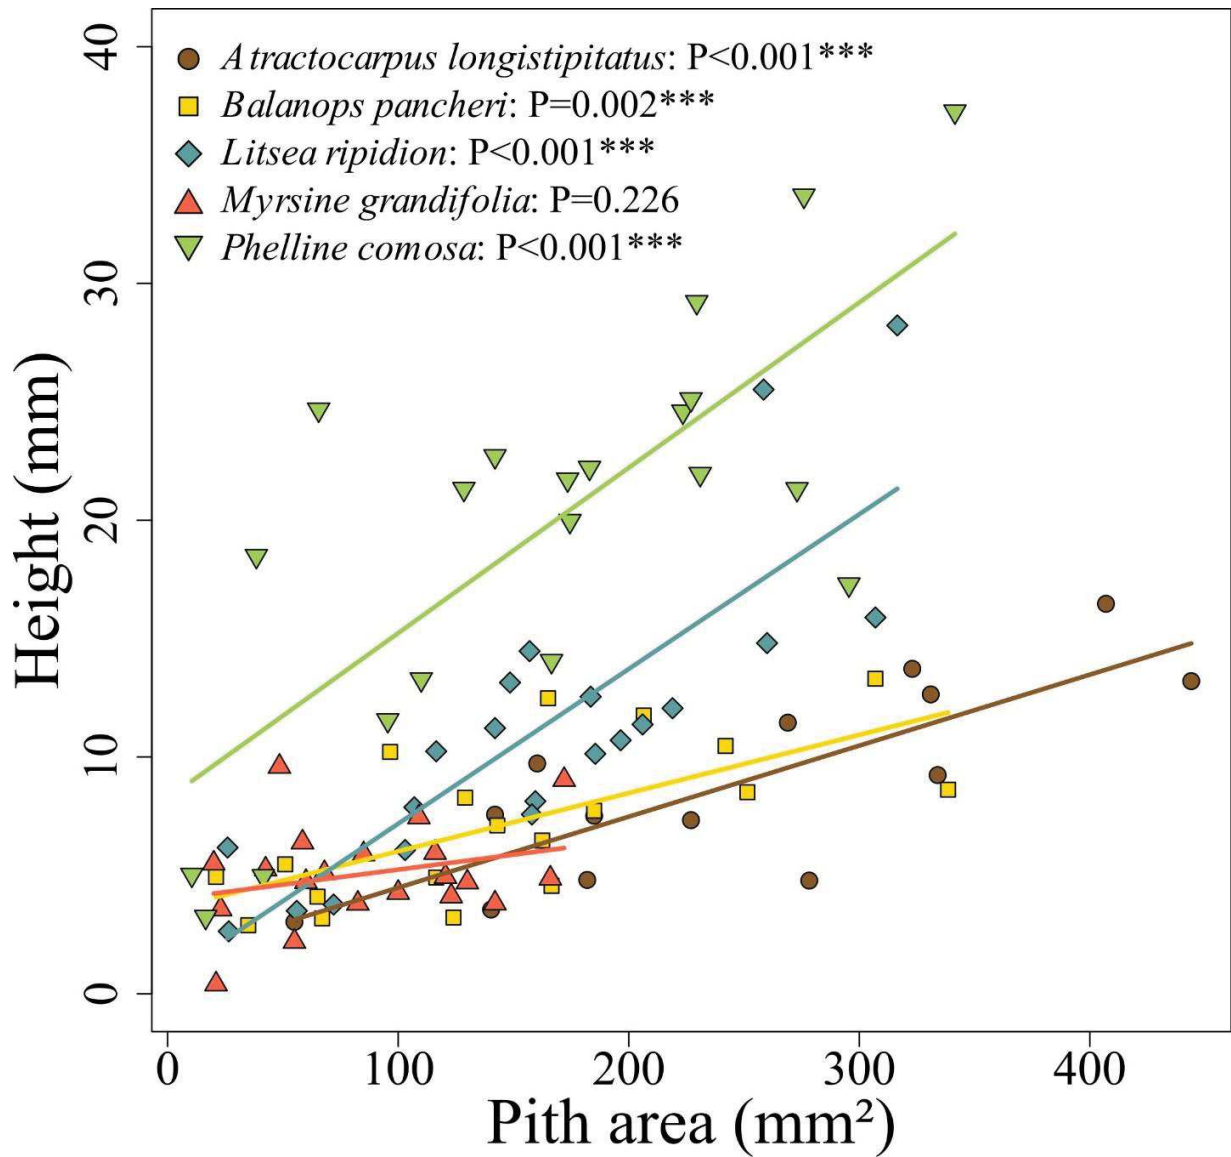 40
Atractocarpus longistipitatus: P<0.001***
Balanops pancheri: P=0.002***
Litsea ripidion: P<0.001***
Myrsine grandifolia: P=0.226
Phelline comosa: P<0.001***
30
20
10
0
Height (mm)
0 100 200 300 400
Pith area (mm²)